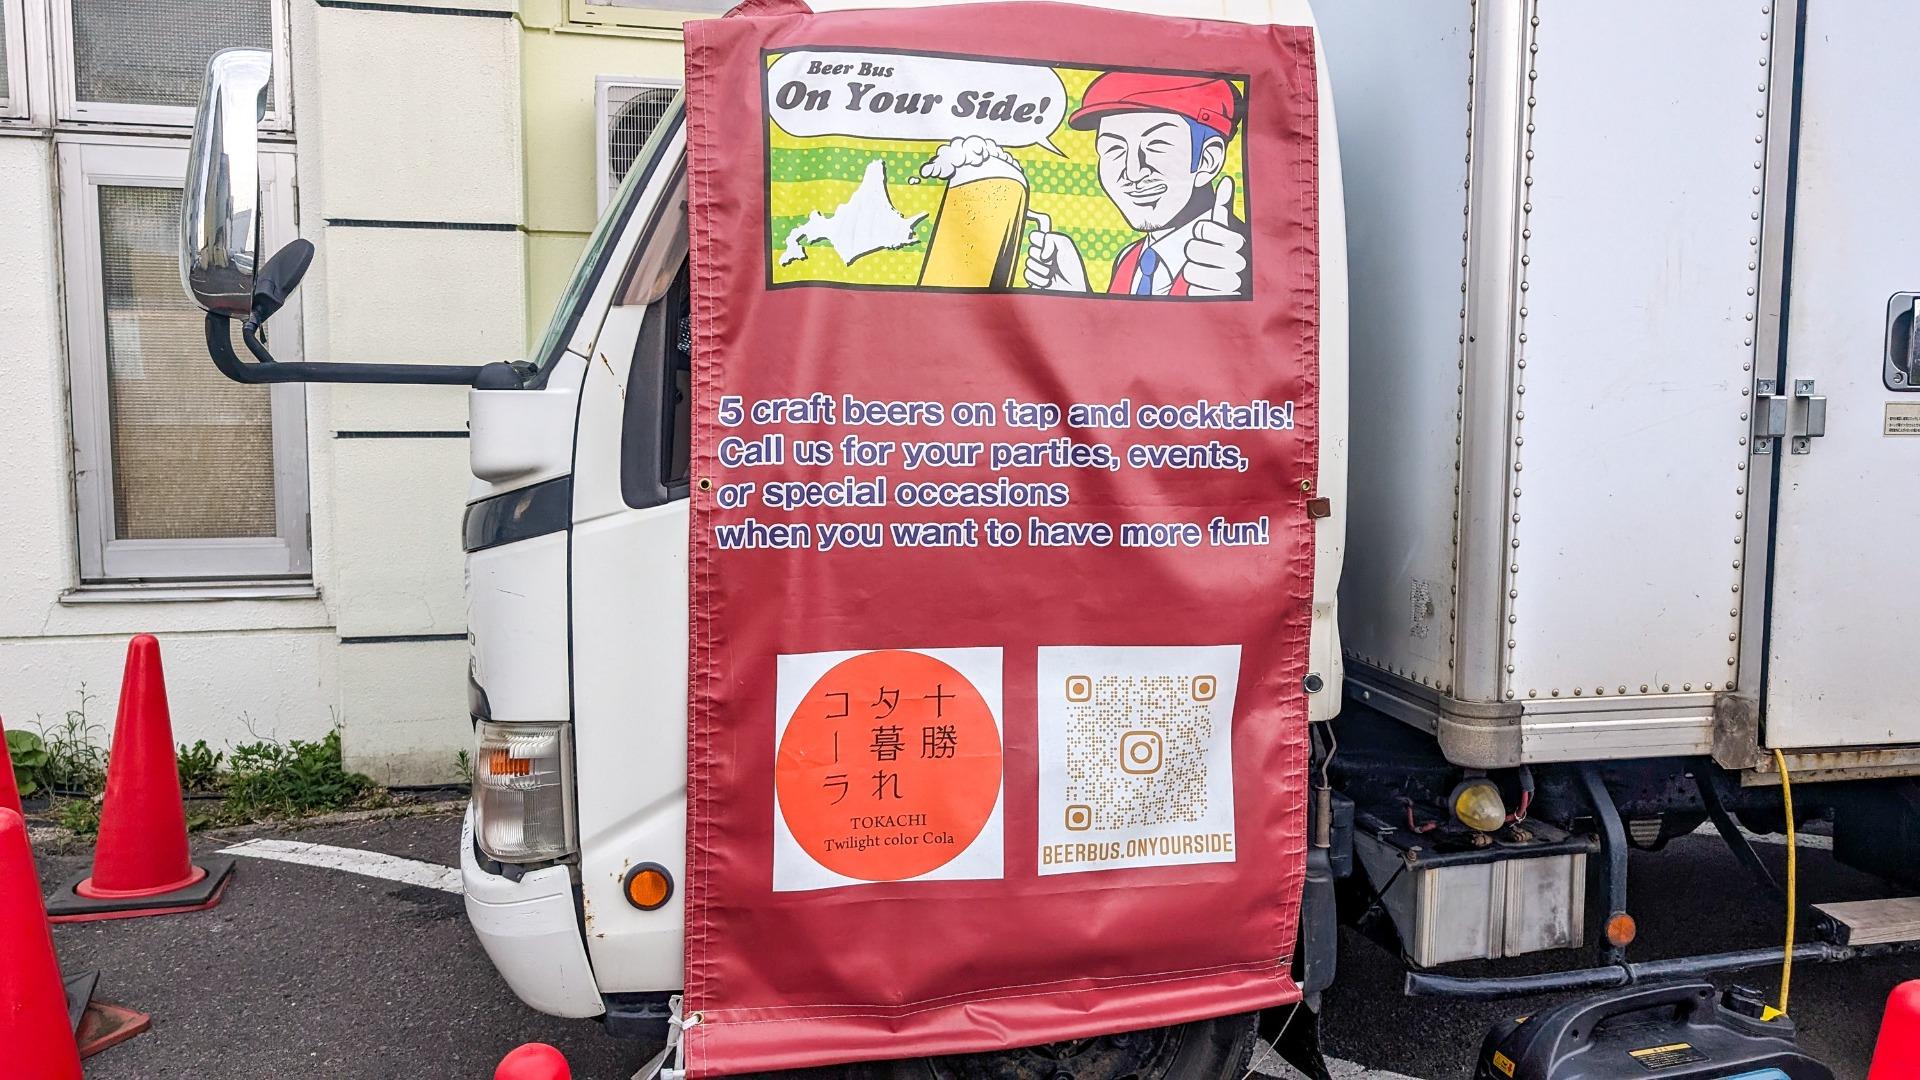 Beer Bus
On Your Side!
5 craft beers on tap and cocktails!
Call us for your parties, events,
or special occasions
when you want to have more fun!
十勝
夕暮れ
コーラ
TOKACHI
Twilight color Cola
BEERBUS.ONYOURSIDE